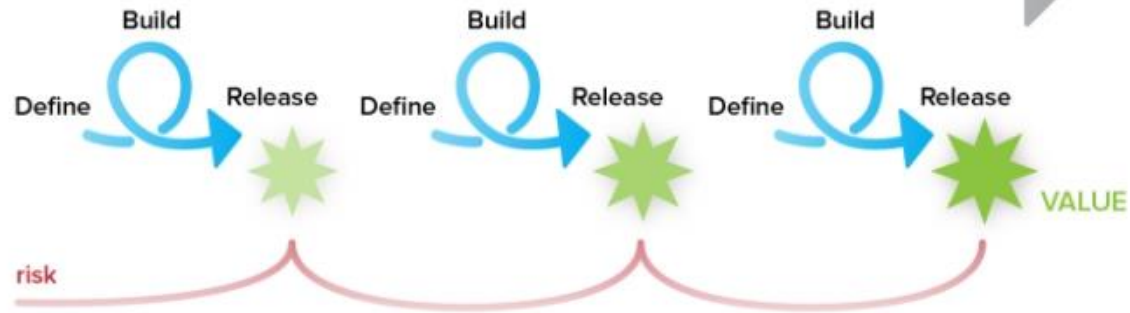 Build
Build
Build
Define
Release
Define
Release
Define
Release
VALUE
risk